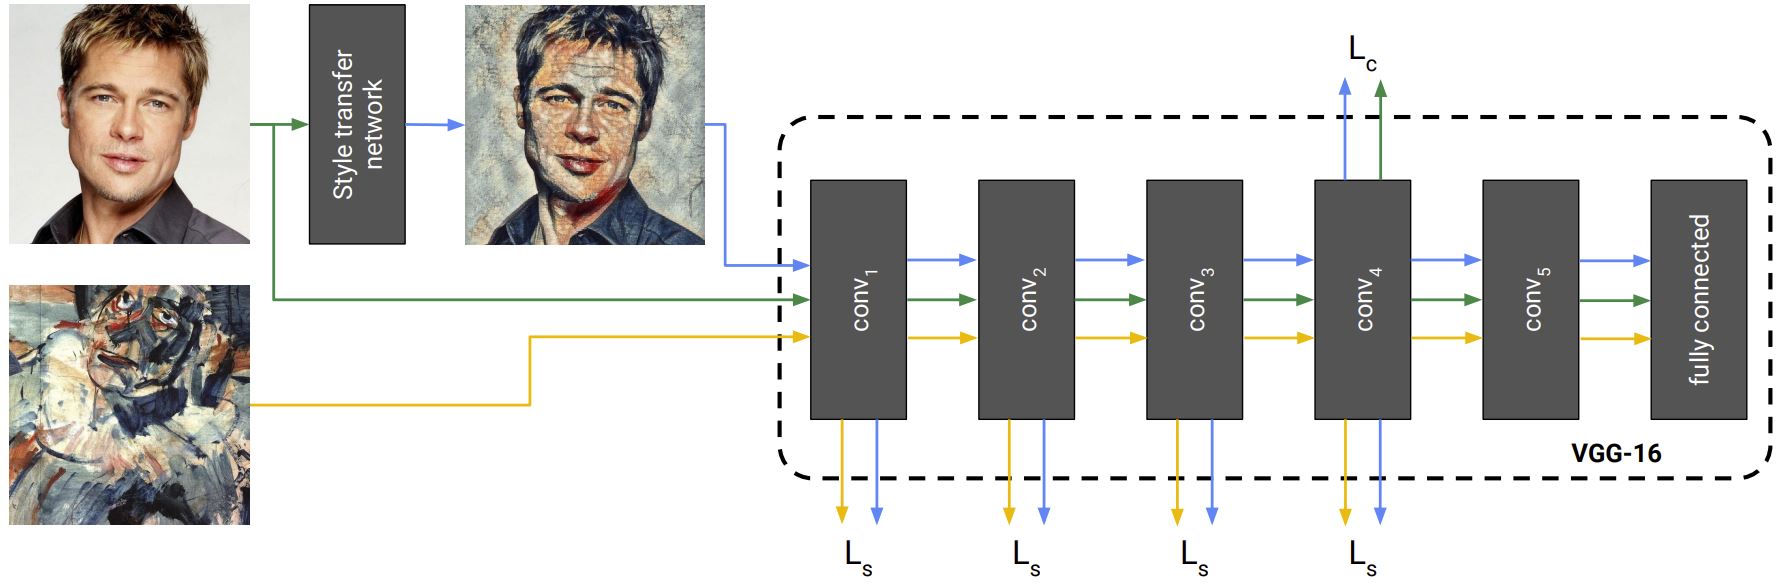 Style transfer
network
L_c
conv_1
conv_2
conv_3
conv_4
conv_5
fully connected
VGG-16
L_s
L_s
L_s
L_s